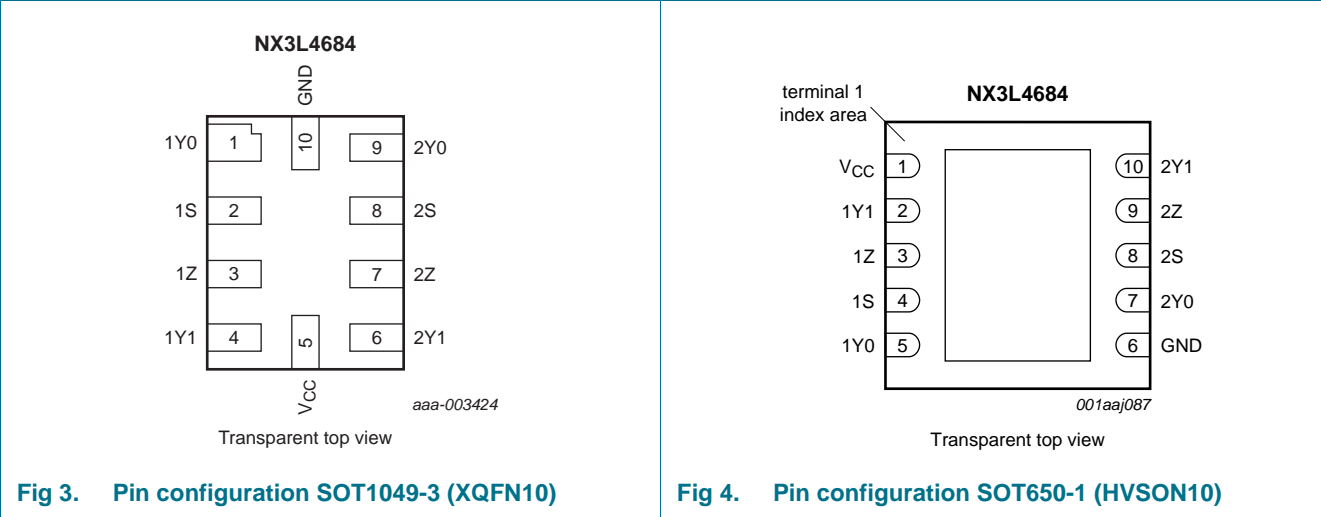 NX3L4684
GND
1Y0 1 10 9 2Y0
1S 2 8 2S
1Z 3 7 2Z
1Y1 4 5 6 2Y1
VCC
aaa-003424
Transparent top view
Fig 3. Pin configuration SOT1049-3 (XQFN10)
terminal 1
index area
NX3L4684
VCC 1 10 2Y1
1Y1 2 9 2Z
1Z 3 8 2S
1S 4 7 2Y0
1Y0 5 6 GND
001aaj087
Transparent top view
Fig 4. Pin configuration SOT650-1 (HVSON10)